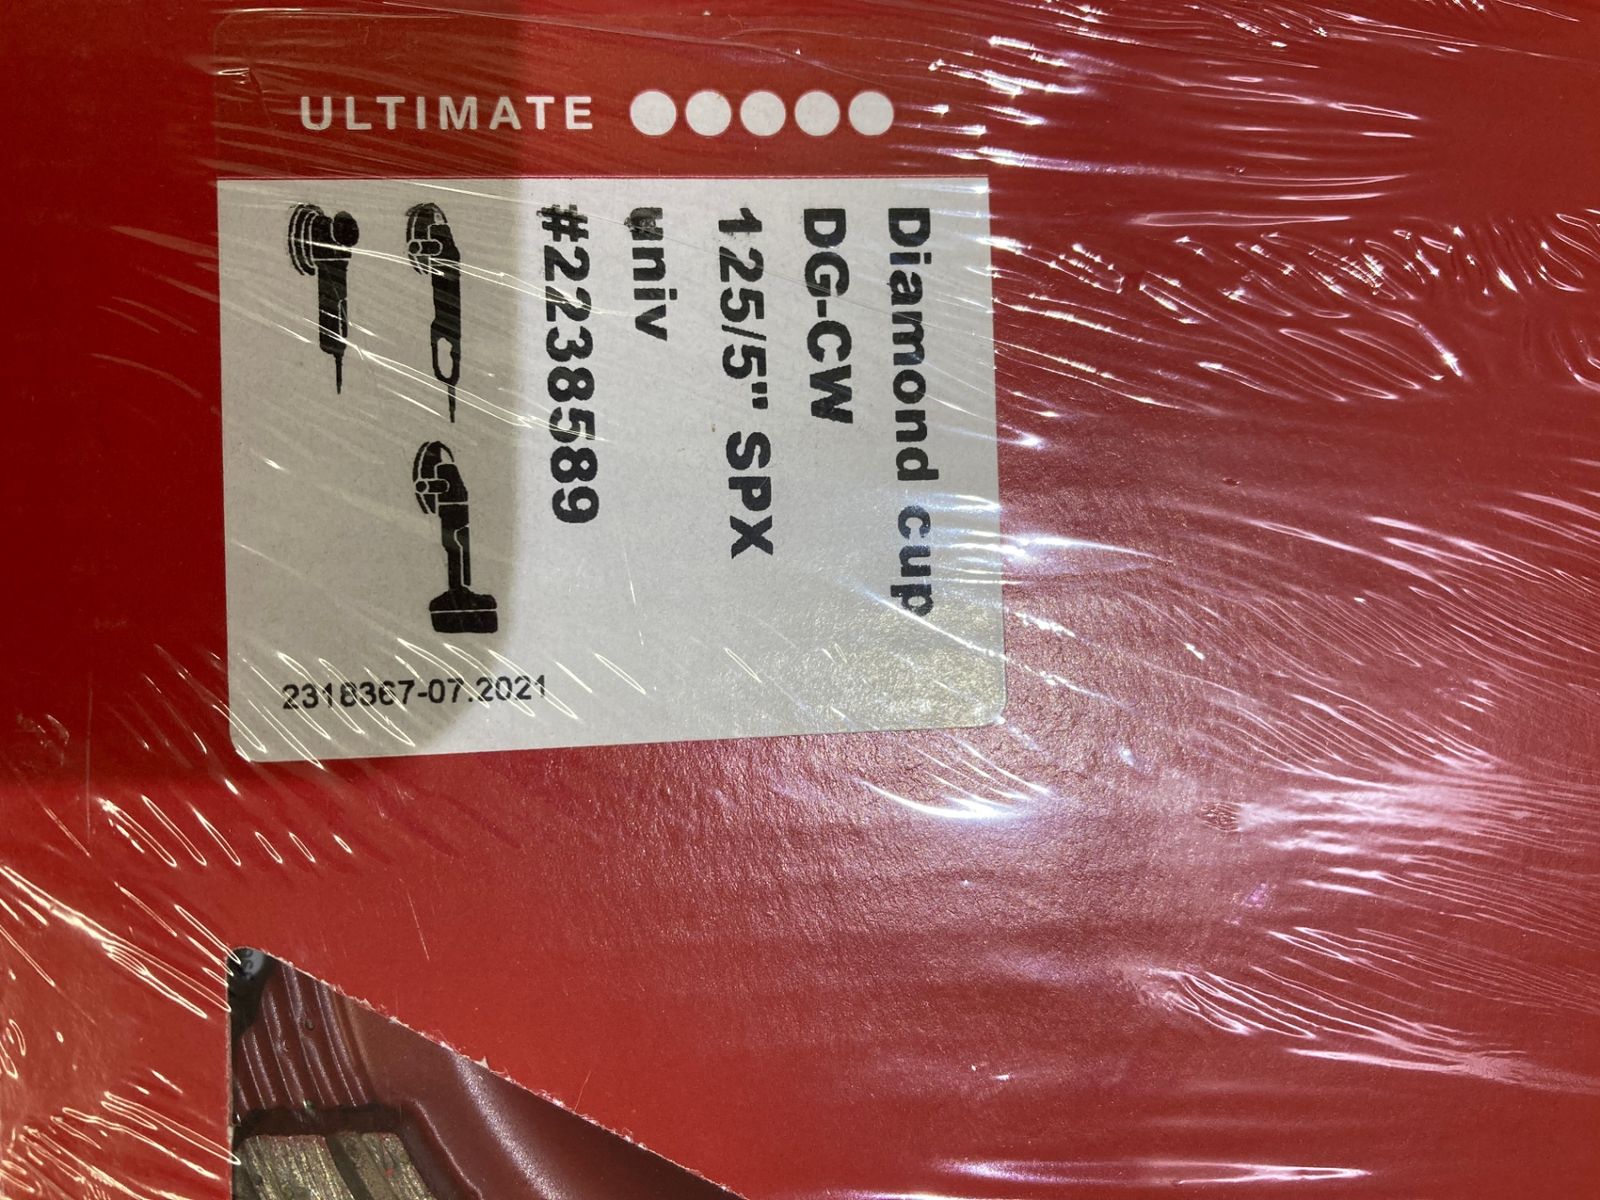 ULTIMATE
Diamond cup
DG-CW
125/5" SPX
univ
#2238589
2318367-07.2021